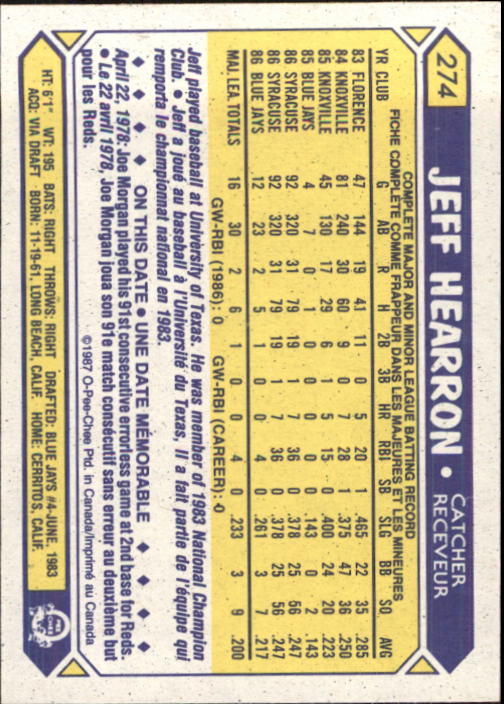 274
JEFF HEARRON •
CATCHER
RECEVEUR
COMPLETE MAJOR AND MINOR LEAGUE BATTING RECORD
FICHE COMPLÈTE COMME FRAPPEUR DANS LES MAJEURES ET LES MINEURES
YR CLUB G AB R H 2B 3B HR RBI SB SLG BB SO AVG
83 FLORENCE 47 144 19 41 11 0 5 20 1 .465 22 35 .285
84 KNOXVILLE 81 240 30 60 9 0 7 28 1 .375 47 36 .250
85 KNOXVILLE 45 130 17 29 6 1 5 15 0 .400 24 20 .223
85 BLUE JAYS 4 7 0 1 0 0 0 0 0 .143 0 2 .143
86 SYRACUSE 92 320 31 79 19 1 7 36 0 .378 25 56 .247
86 SYRACUSE 92 320 31 79 19 1 7 36 0 .378 25 56 .247
86 BLUE JAYS 12 23 2 5 1 0 0 4 0 .261 3 7 .217
MAJ. LEA. TOTALS 16 30 2 6 1 0 0 4 0 .233 3 9 .200
GW-RBI (1986): 0 GW-RBI (CAREER): 0
Jeff played baseball at University of Texas. He was member of 1983 National Champion
Club. • Jeff a joué au baseball à l'Université du Texas, Il a fait partie de l'équipe qui
remporta le championnat national en 1983.
◆ ◆ ◆ ◆ ON THIS DATE • UNE DATE MÉMORABLE ◆ ◆ ◆ ◆
April 22, 1978: Joe Morgan played his 91st consecutive errorless game at 2nd base for Reds.
• Le 22 avril 1978, Joe Morgan joua son 91e match consécutif sans erreur au deuxième but
pour les Reds.
©1987 O-Pee-Chee Ptd. in Canada/Imprimé au Canada
HT: 6'1" WT: 195 BATS: RIGHT THROWS: RIGHT DRAFTED: BLUE JAYS #4-JUNE, 1983
ACQ: VIA DRAFT BORN: 11-19-61, LONG BEACH, CALIF. HOME: CERRITOS, CALIF.
O PEE CHEE